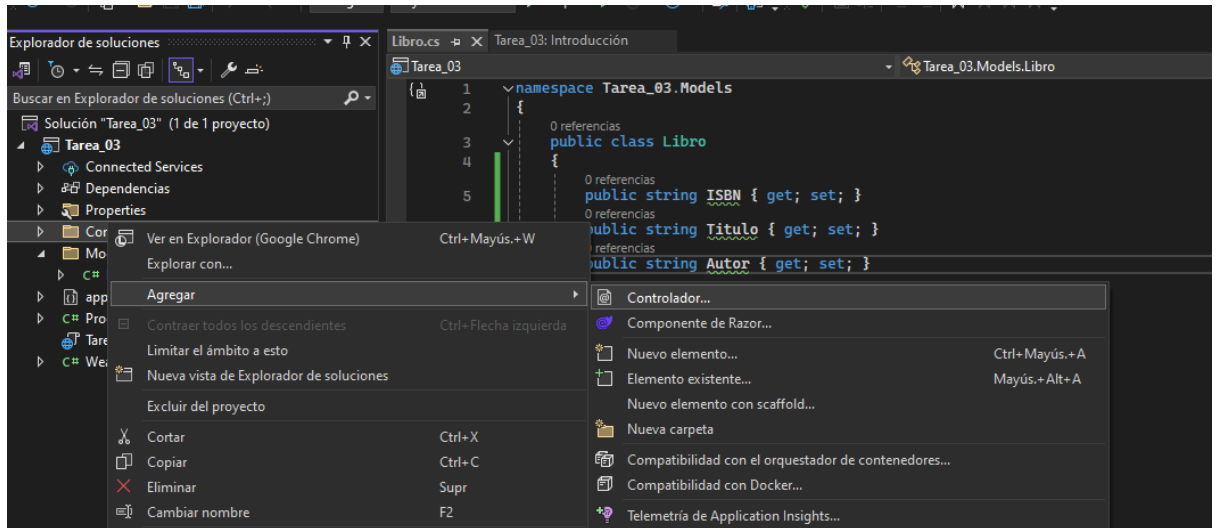 Explorador de soluciones
Libro.cs
Tarea_03: Introducción
Tarea_03
Tarea_03.Models.Libro
Buscar en Explorador de soluciones (Ctrl+;)
Solución "Tarea_03" (1 de 1 proyecto)
Tarea_03
Connected Services
Dependencias
Properties
Con
Mo
C#
app
C# Pro
Tare
C# Wea
1 namespace Tarea_03.Models
2 {
0 referencias
3 public class Libro
4 {
0 referencias
5 public string ISBN { get; set; }
0 referencias
public string Titulo { get; set; }
referencias
public string Autor { get; set; }
Ver en Explorador (Google Chrome) Ctrl+Mayús.+W
Explorar con...
Agregar
Contraer todos los descendientes Ctrl+Flecha izquierda
Limitar el ámbito a esto
Nueva vista de Explorador de soluciones
Excluir del proyecto
Cortar Ctrl+X
Copiar Ctrl+C
Eliminar Supr
Cambiar nombre F2
Controlador...
Componente de Razor...
Nuevo elemento... Ctrl+Mayús.+A
Elemento existente... Mayús.+Alt+A
Nuevo elemento con scaffold...
Nueva carpeta
Compatibilidad con el orquestador de contenedores...
Compatibilidad con Docker...
Telemetría de Application Insights...